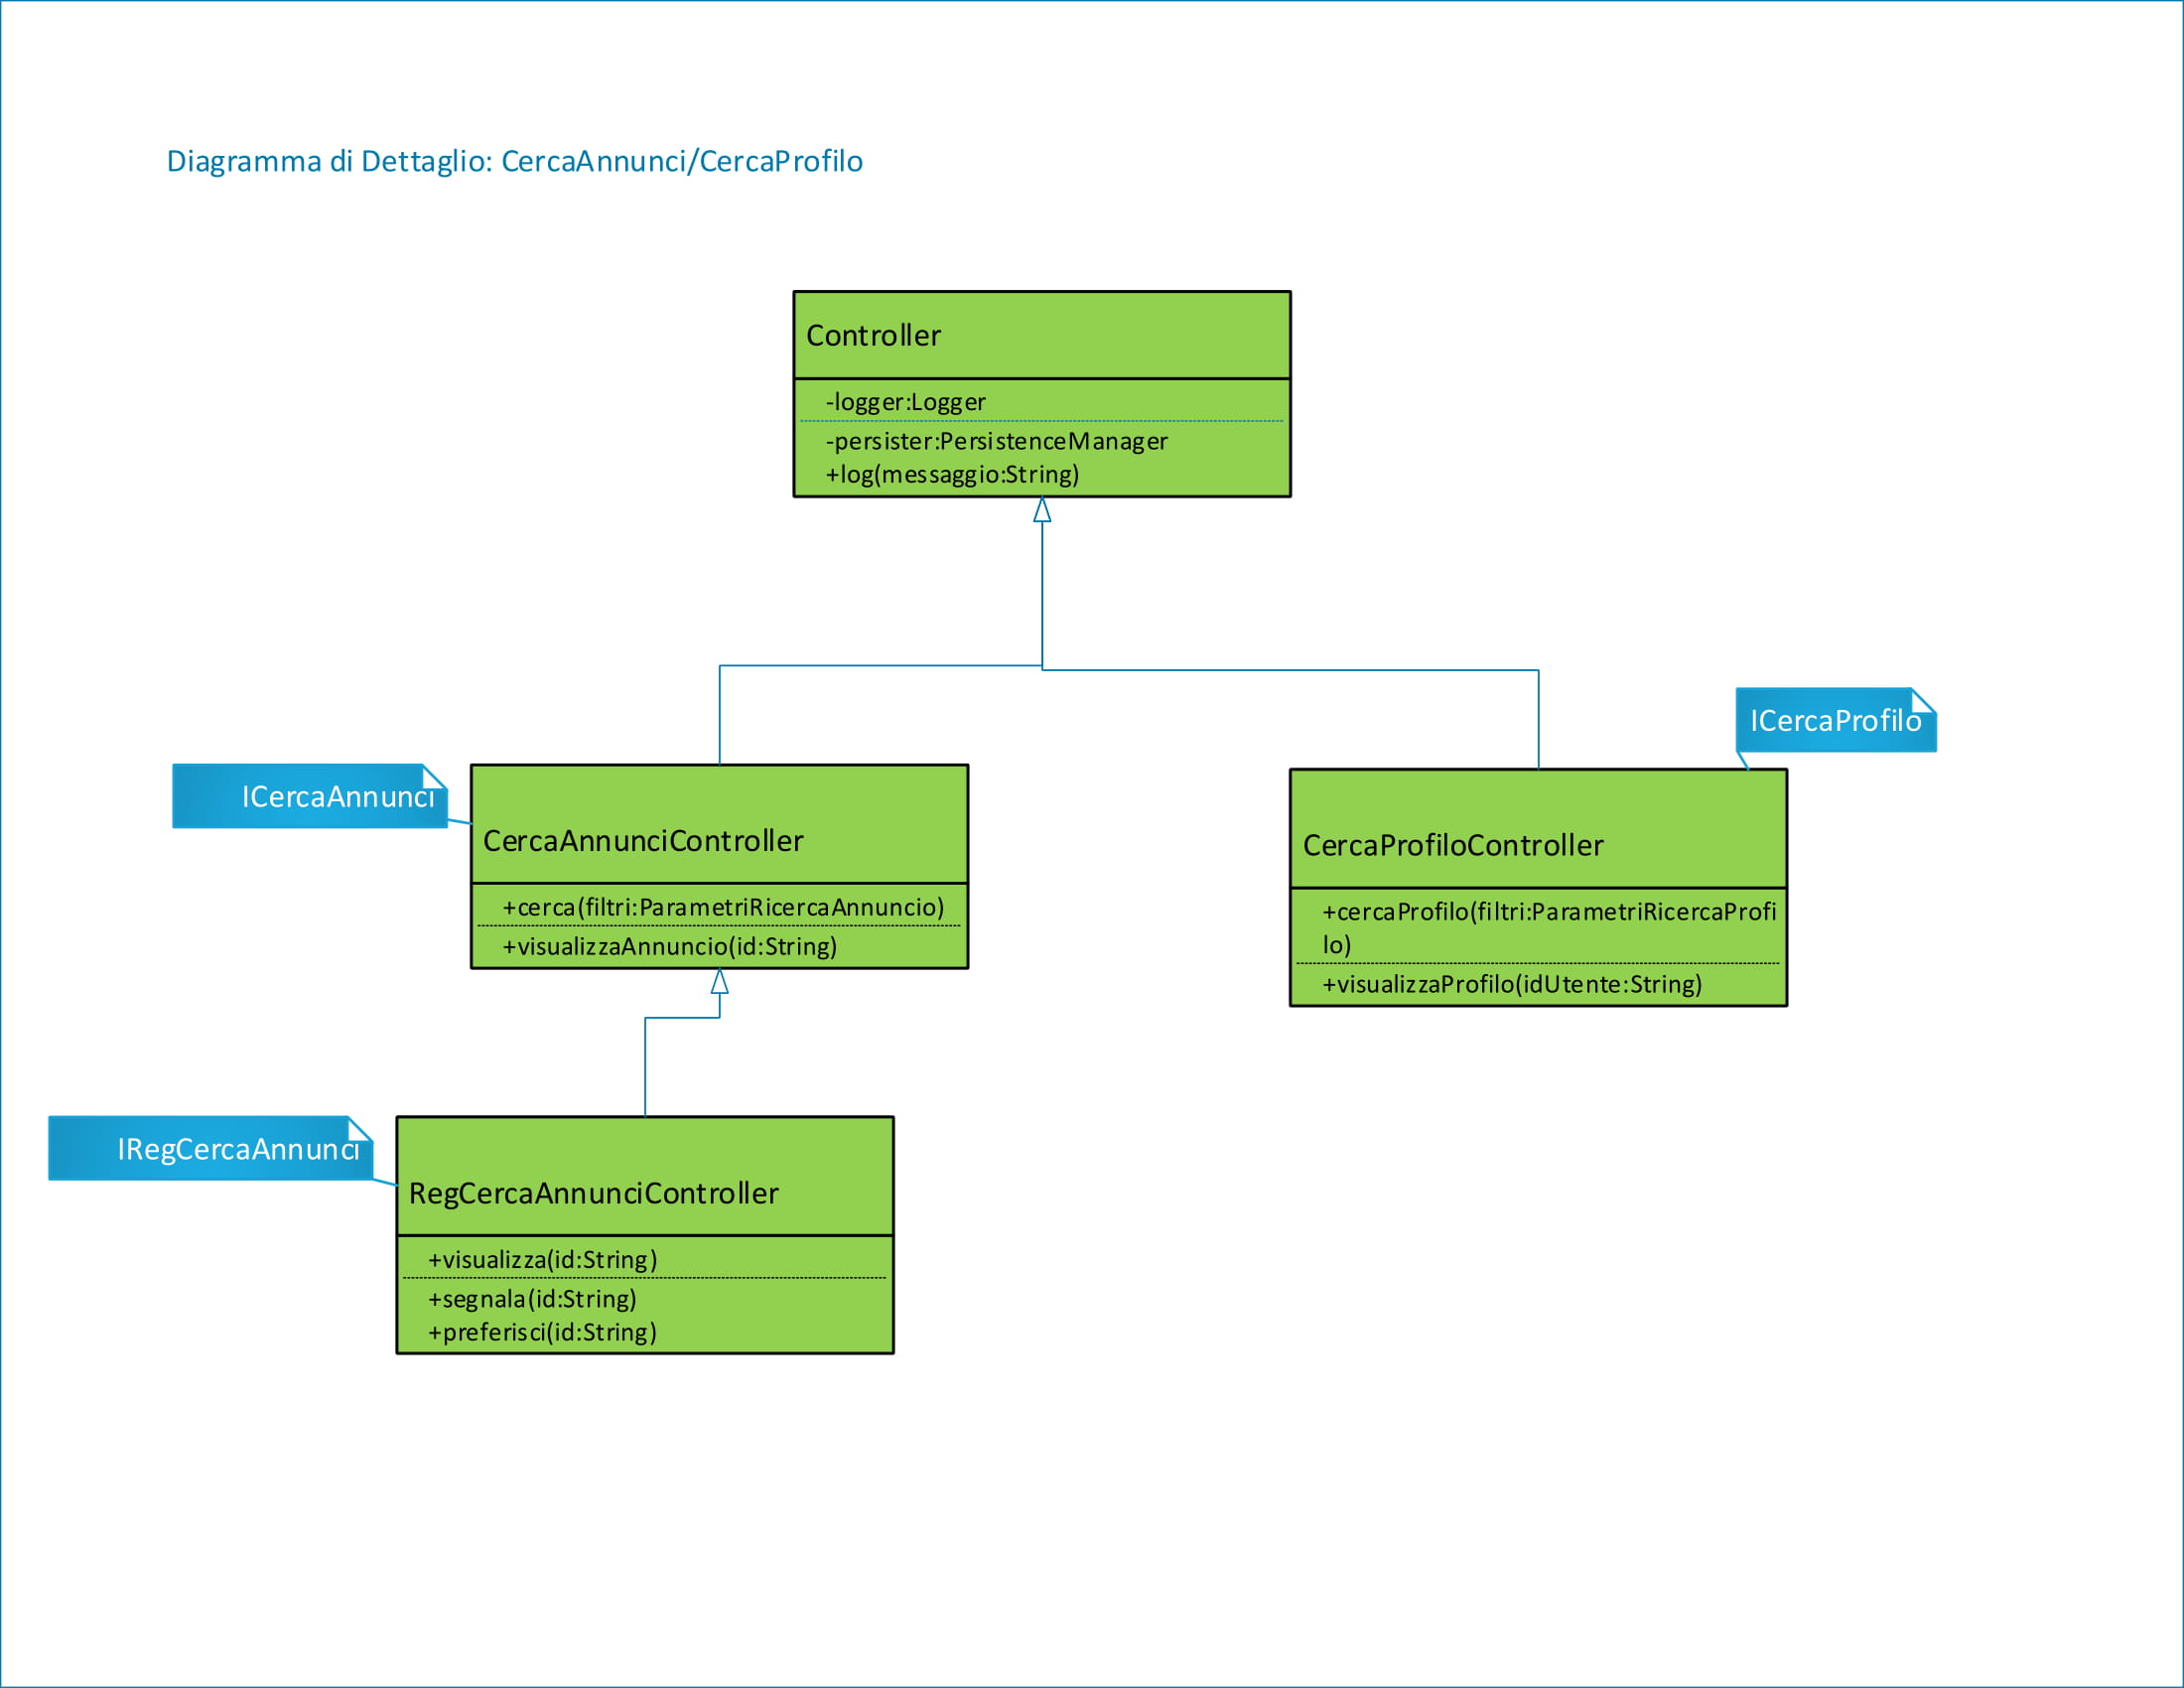 Diagramma di Dettaglio: CercaAnnunci/CercaProfilo
Controller
-logger:Logger
-persister:PersistenceManager
+log(messaggio:String)
ICercaProfilo
ICercaAnnunci
CercaAnnunciController
+cerca(filtri:ParametriRicercaAnnuncio)
+visualizzaAnnuncio(id:String)
CercaProfiloController
+cercaProfilo(filtri:ParametriRicercaProfi
lo)
+visualizzaProfilo(idUtente:String)
IRegCercaAnnunci
RegCercaAnnunciController
+visualizza(id:String)
+segnala(id:String)
+preferisci(id:String)